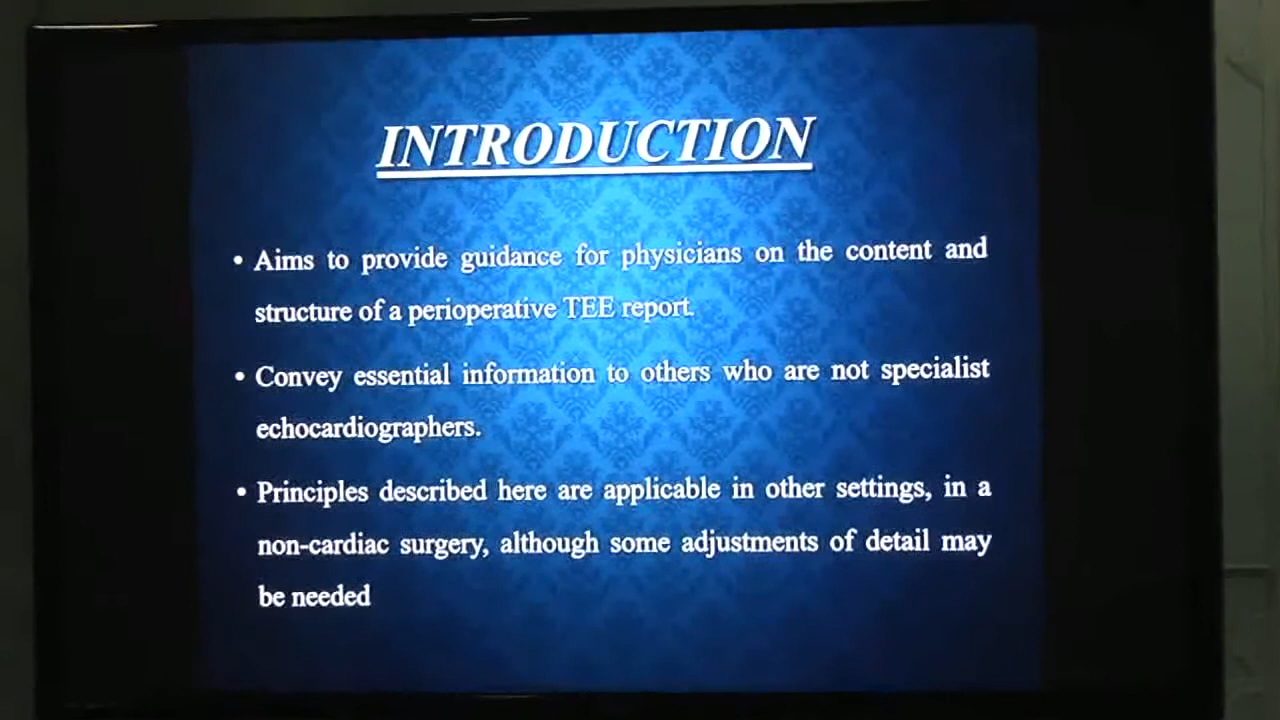 INTRODUCTION
• Aims to provide guidance for physicians on the content and
structure of a perioperative TEE report.
• Convey essential information to others who are not specialist
echocardiographers.
• Principles described here are applicable in other settings, in a
non-cardiac surgery, although some adjustments of detail may
be needed